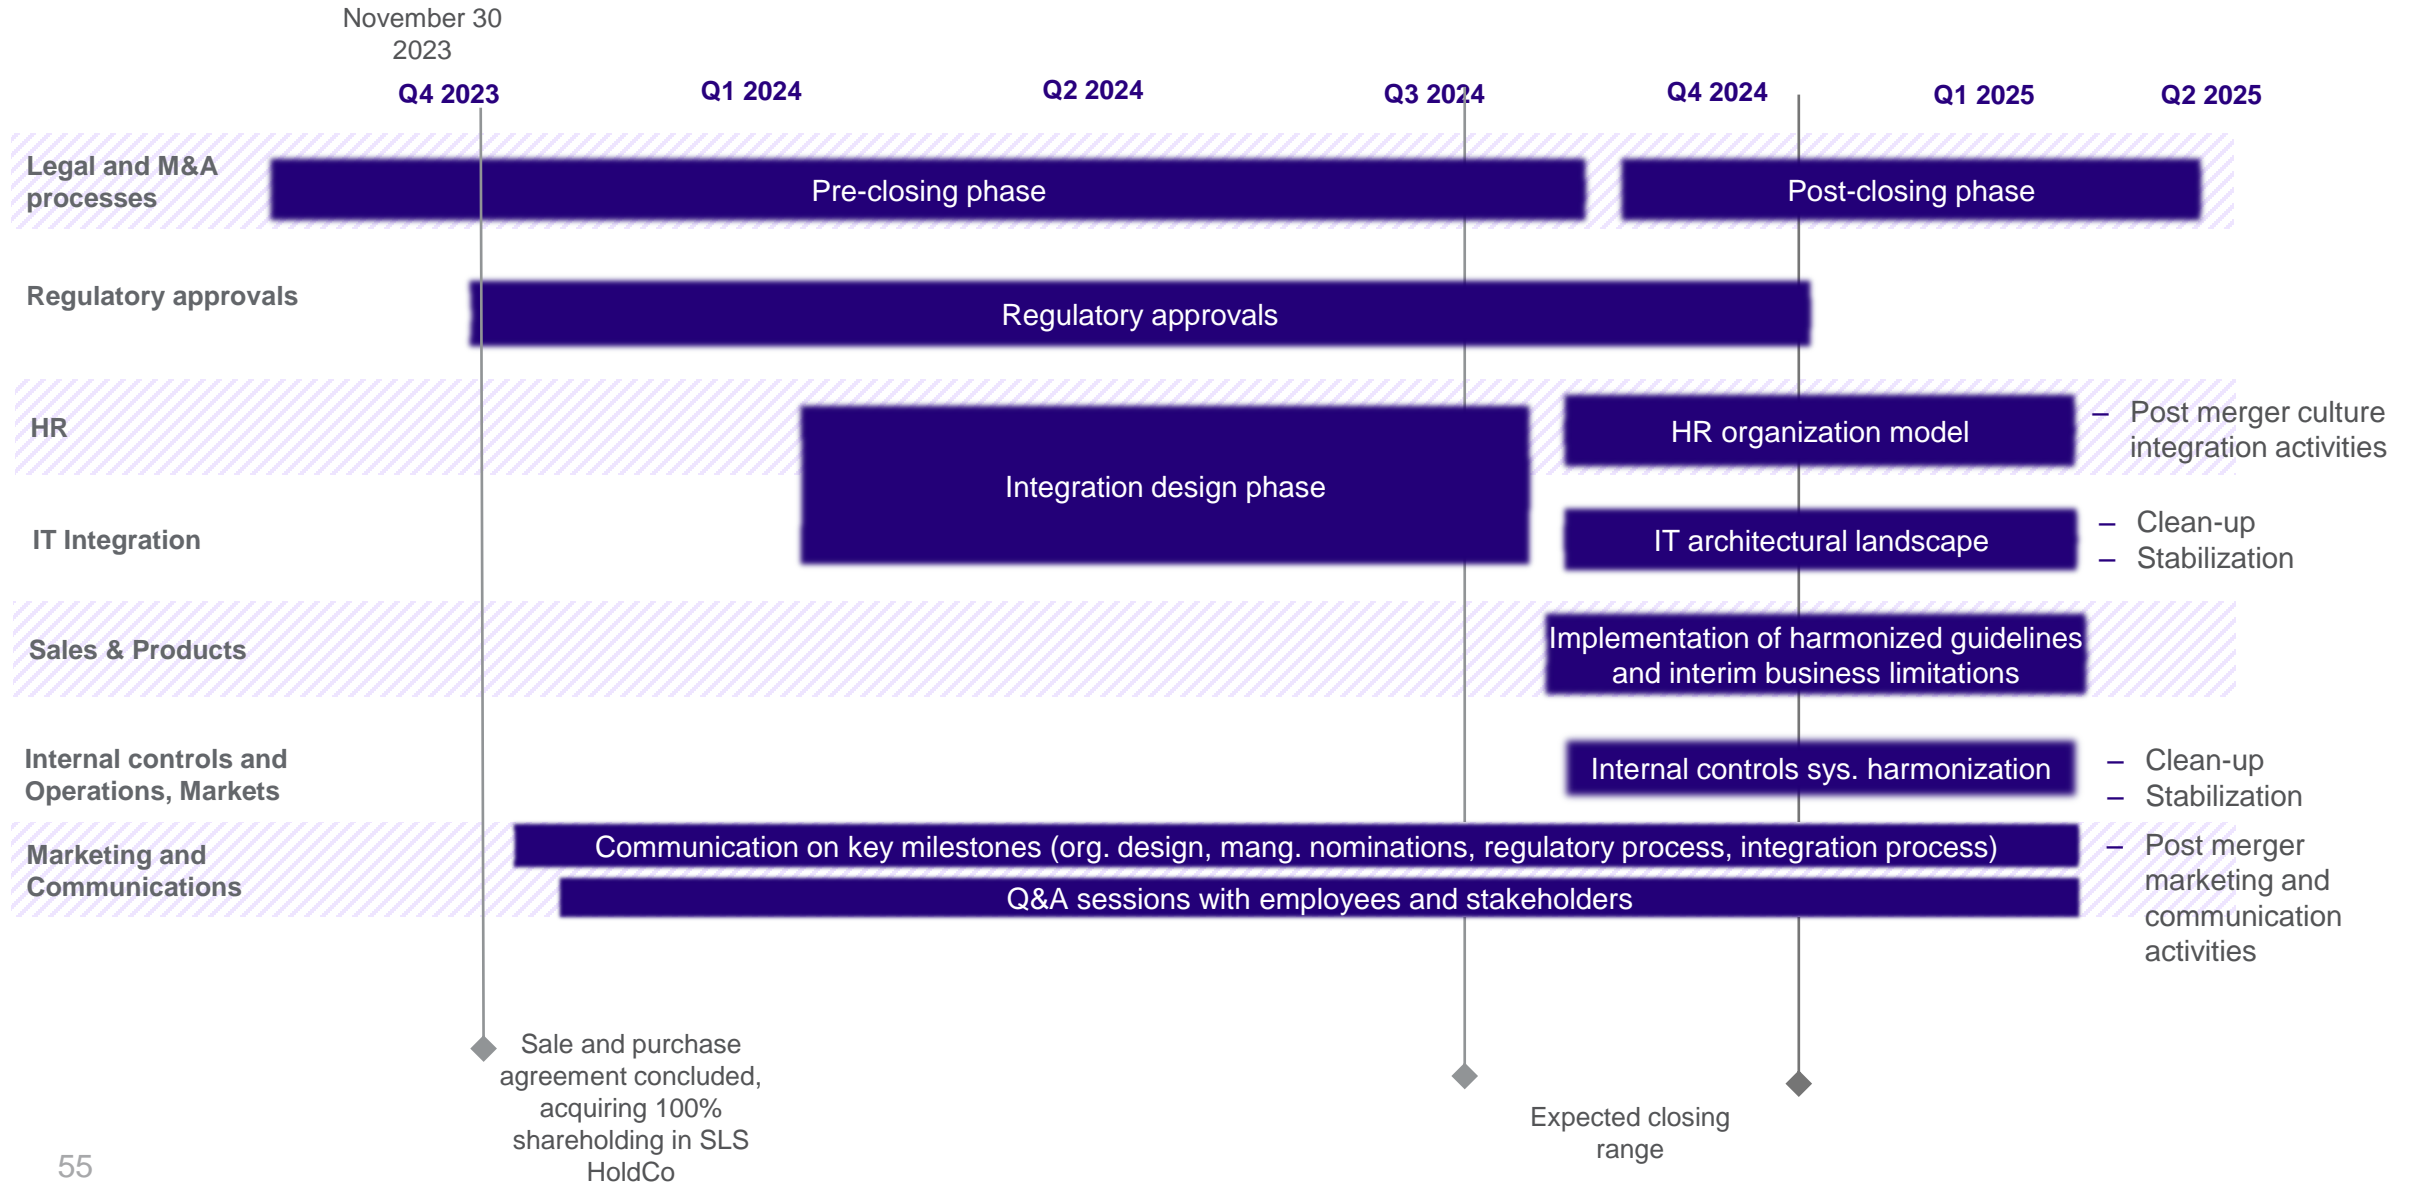 November 30
2023
Q4 2023
Q1 2024
Q2 2024
Q3 2024
Q4 2024
Q1 2025
Q2 2025
Legal and M&A
processes
Pre-closing phase
Post-closing phase
Regulatory approvals
Regulatory approvals
HR
Integration design phase
HR organization model
– Post merger culture
integration activities
IT Integration
IT architectural landscape
– Clean-up
– Stabilization
Sales & Products
Implementation of harmonized guidelines
and interim business limitations
Internal controls and
Operations, Markets
Internal controls sys. harmonization
– Clean-up
– Stabilization
Marketing and
Communications
Communication on key milestones (org. design, mang. nominations, regulatory process, integration process)
Q&A sessions with employees and stakeholders
– Post merger
marketing and
communication
activities
Sale and purchase
agreement concluded,
acquiring 100%
shareholding in SLS
HoldCo
Expected closing
range
55